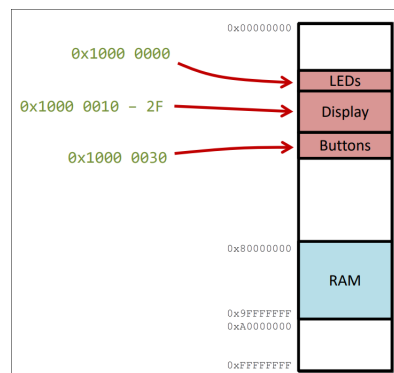 0x00000000
0x1000 0000
LEDs
0x1000 0010 – 2F
Display
Buttons
0x1000 0030
0x80000000
RAM
0x9FFFFFFF
0xA0000000
0xFFFFFFFF